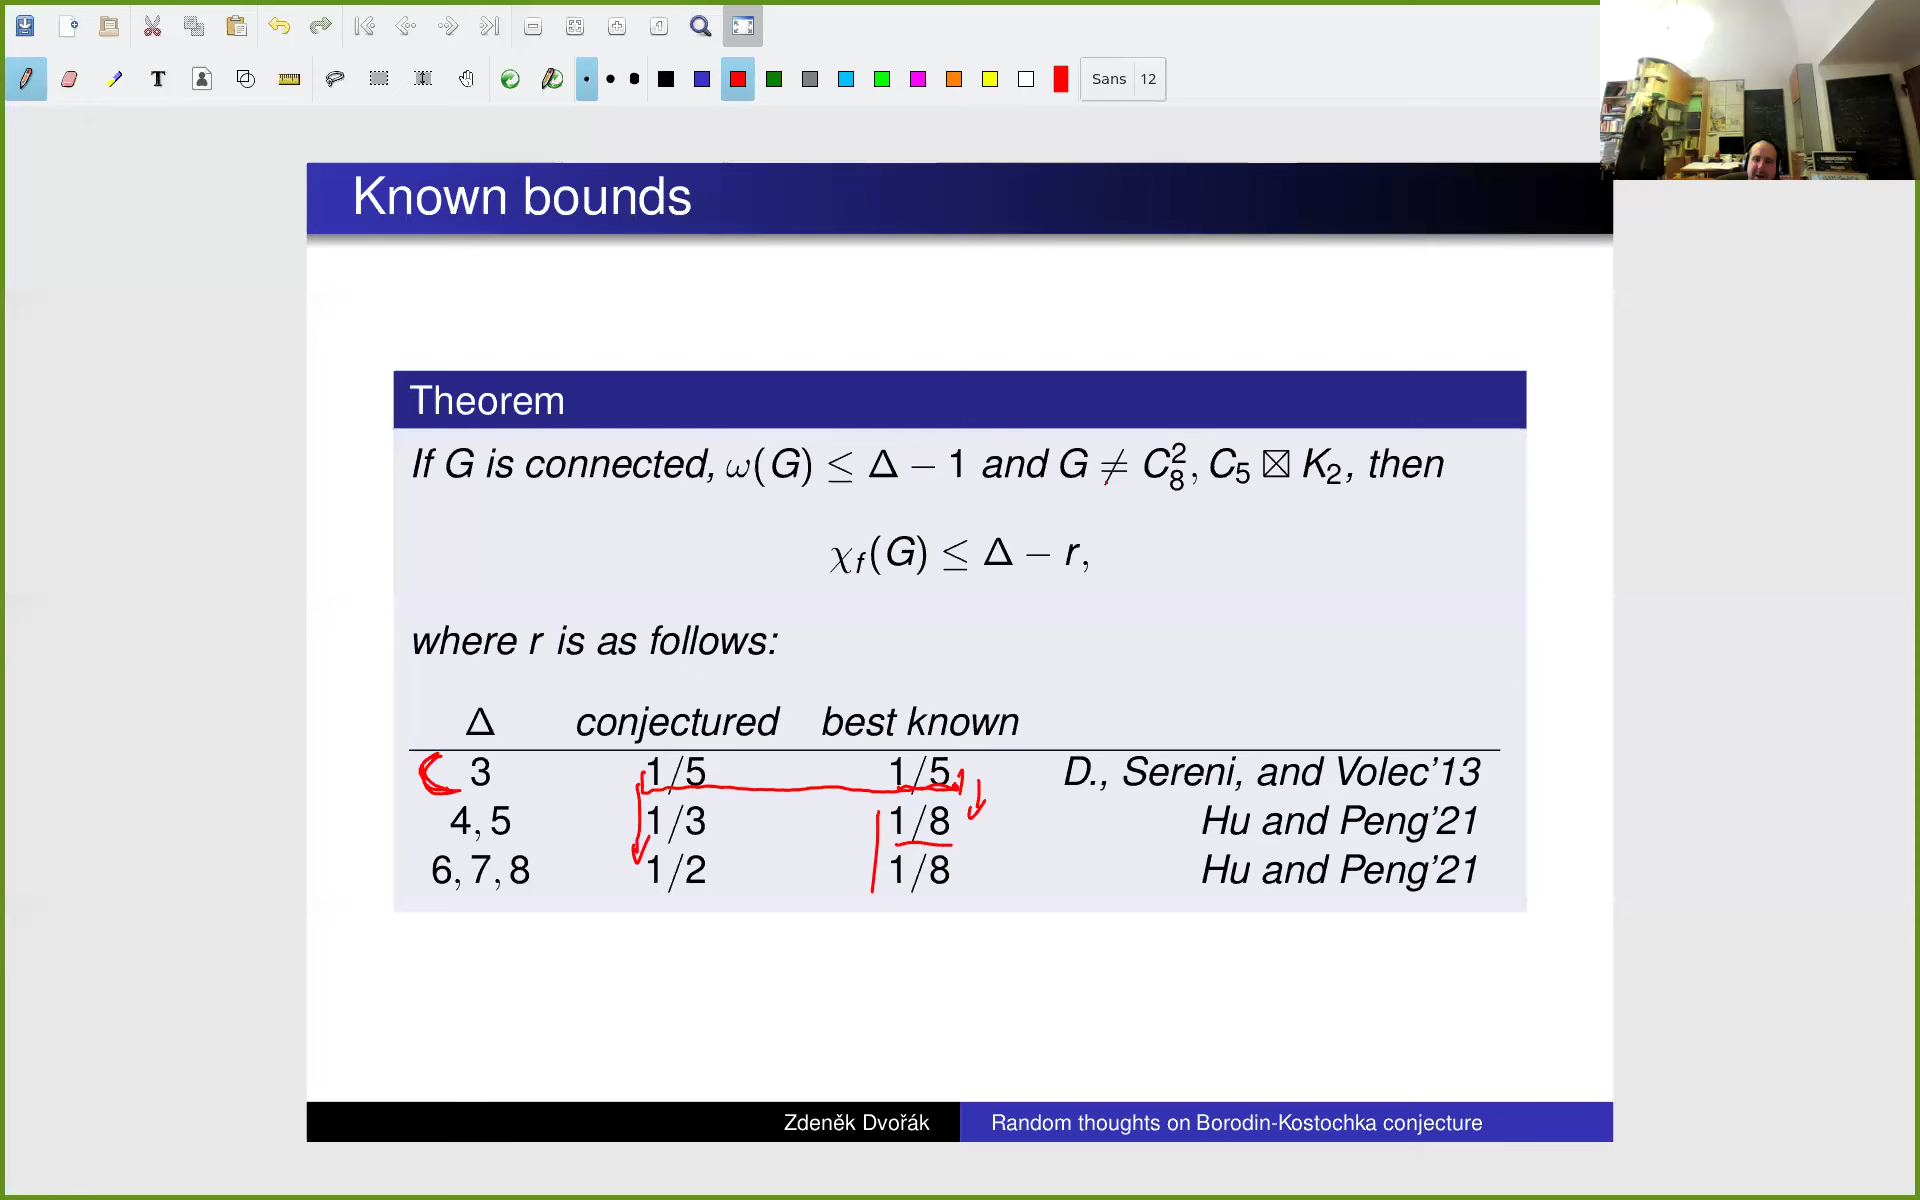 T
Sans 12
Known bounds
Theorem
If G is connected, ω(G) ≤ Δ − 1 and G ≠ C₈², C₅ ⊠ K₂, then
χ_f(G) ≤ Δ − r,
where r is as follows:
Δ conjectured best known
3 1/5 1/5 D., Sereni, and Volec'13
4, 5 1/3 1/8 Hu and Peng'21
6, 7, 8 1/2 1/8 Hu and Peng'21
Zdeněk Dvořák Random thoughts on Borodin-Kostochka conjecture